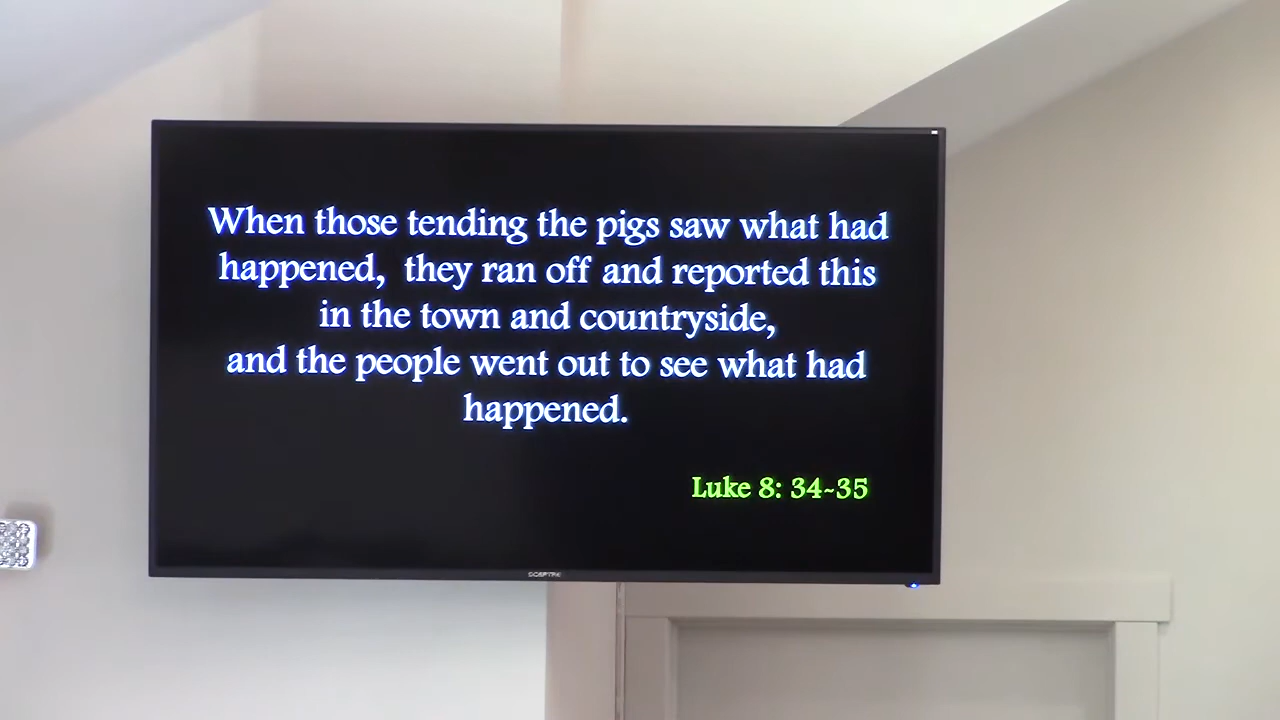 When those tending the pigs saw what had
happened, they ran off and reported this
in the town and countryside,
and the people went out to see what had
happened.
Luke 8: 34~35
SCEPTRE